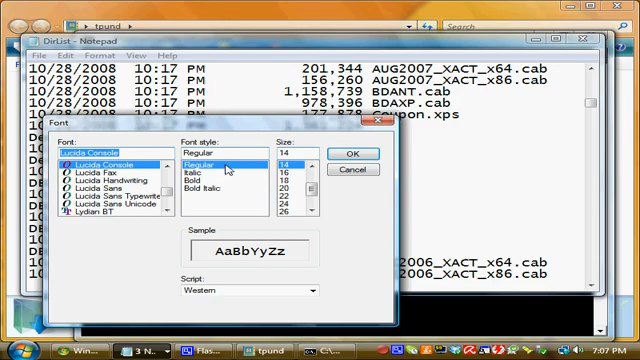 tpund
Search
DirList - Notepad
File Edit Format View Help
10/28/2008 10:17 PM 201,344 AUG2007_XACT_x64.cab
10/28/2008 10:17 PM 156,260 AUG2007_XACT_x86.cab
10/28/2008 10:17 PM 1,158,739 BDANT.cab
10/28/2008 10:17 PM 978,396 BDAXP.cab
Coupon.xps
Font
Font: Font style: Size:
Lucida Console Regular 14
Lucida Console Regular 14
Lucida Fax Italic 16
Lucida Handwriting Bold 18
Lucida Sans Bold Italic 20
Lucida Sans Typewrite 22
Lucida Sans Unicode 24
Lydian BT 26
OK
Cancel
Sample
AaBbYyZz
Script:
Western
2006_XACT_x64.cab
2006_XACT_x86.cab
Win... 3 N... Flas... tpund C:\... 7:07 PM